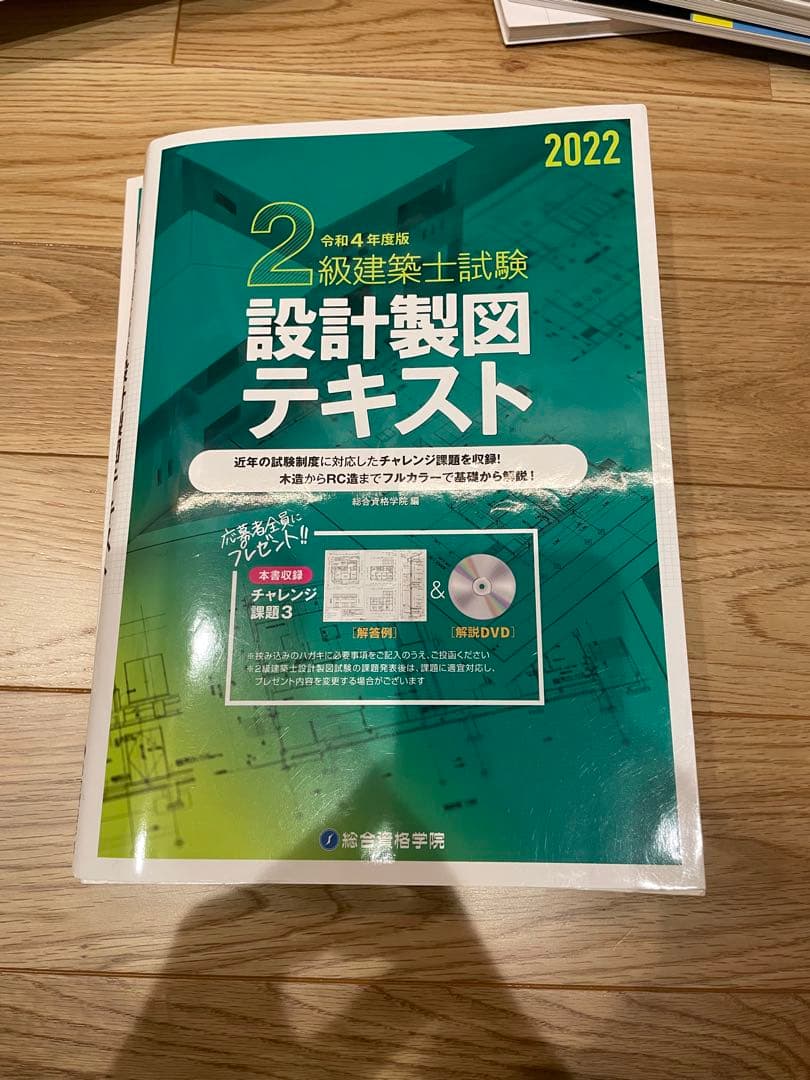 2022
令和4年度版
2級建築士試験
設計製図
テキスト
近年の試験制度に対応したチャレンジ課題を収録!
木造からRC造までフルカラーで基礎から解説!
総合資格学院 編
応募者全員に
プレゼント!!
本書収録
チャレンジ
課題3
[解答例]
&
[解説DVD]
※挟み込みのハガキに必要事項をご記入のうえ、ご投函ください
※2級建築士設計製図試験の課題発表後は、課題に適宜対応し、
プレゼント内容を変更する場合がございます
総合資格学院